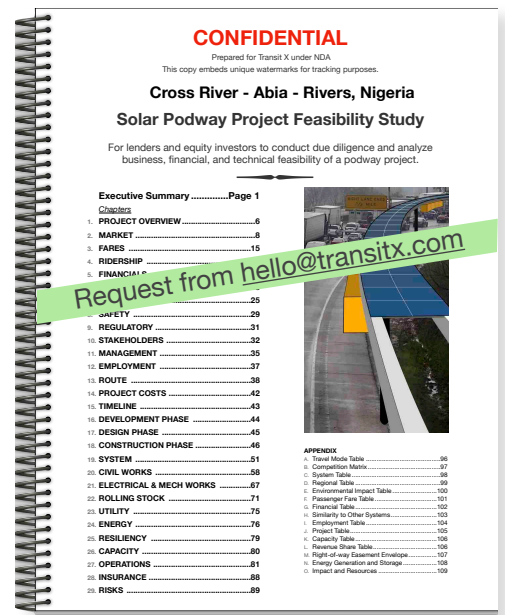 CONFIDENTIAL
Prepared for Transit X under NDA
This copy embeds unique watermarks for tracking purposes.
Cross River - Abia - Rivers, Nigeria
Solar Podway Project Feasibility Study
For lenders and equity investors to conduct due diligence and analyze
business, financial, and technical feasibility of a podway project.
Executive Summary ..............Page 1
Chapters
1. PROJECT OVERVIEW ..................................6
2. MARKET ..................................................8
3. FARES ..................................................15
4. RIDERSHIP
5. FINANCIALS
Request from hello@transitx.com
25
8. SAFETY ..................................................29
9. REGULATORY ..........................................31
10. STAKEHOLDERS ......................................32
11. MANAGEMENT ........................................35
12. EMPLOYMENT .........................................37
13. ROUTE ..................................................38
14. PROJECT COSTS ......................................42
15. TIMELINE ...............................................43
16. DEVELOPMENT PHASE ..............................44
17. DESIGN PHASE ........................................45
18. CONSTRUCTION PHASE .............................46
19. SYSTEM .................................................51
20. CIVIL WORKS ..........................................58
21. ELECTRICAL & MECH WORKS .....................67
22. ROLLING STOCK .......................................71
23. UTILITY .................................................75
24. ENERGY .................................................76
25. RESILIENCY .............................................79
26. CAPACITY ...............................................80
27. OPERATIONS ...........................................81
28. INSURANCE .............................................88
29. RISKS ....................................................89
APPENDIX
A. Travel Mode Table ........................................96
B. Competition Matrix .......................................97
C. System Table ..............................................98
D. Regional Table ............................................99
E. Environmental Impact Table ..........................100
F. Passenger Fare Table ...................................101
G. Financial Table ...........................................102
H. Similarity to Other Systems ..........................103
I. Employment Table .......................................104
J. Project Table ..............................................105
K. Capacity Table ............................................106
L. Revenue Share Table ....................................106
M. Right-of-way Easement Envelope ...................107
N. Energy Generation and Storage .....................108
O. Impact and Resources ..................................109